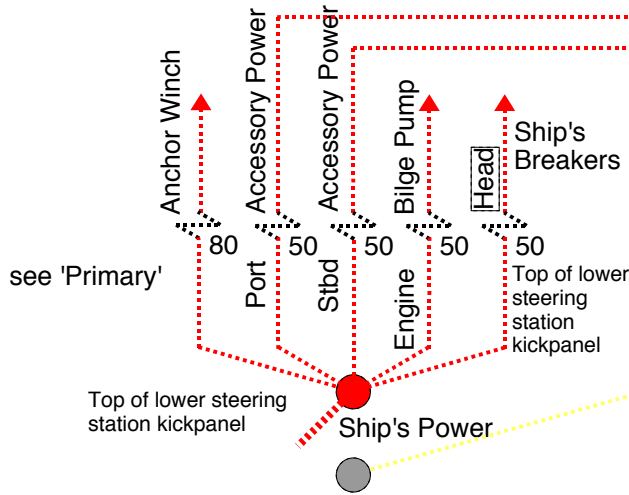 Anchor Winch
Accessory Power
Accessory Power
Bilge Pump
Head
Ship's
Breakers
80
50
50
50
50
see 'Primary'
Port
Stbd
Engine
Top of lower
steering
station
kickpanel
Top of lower steering
station kickpanel
Ship's Power